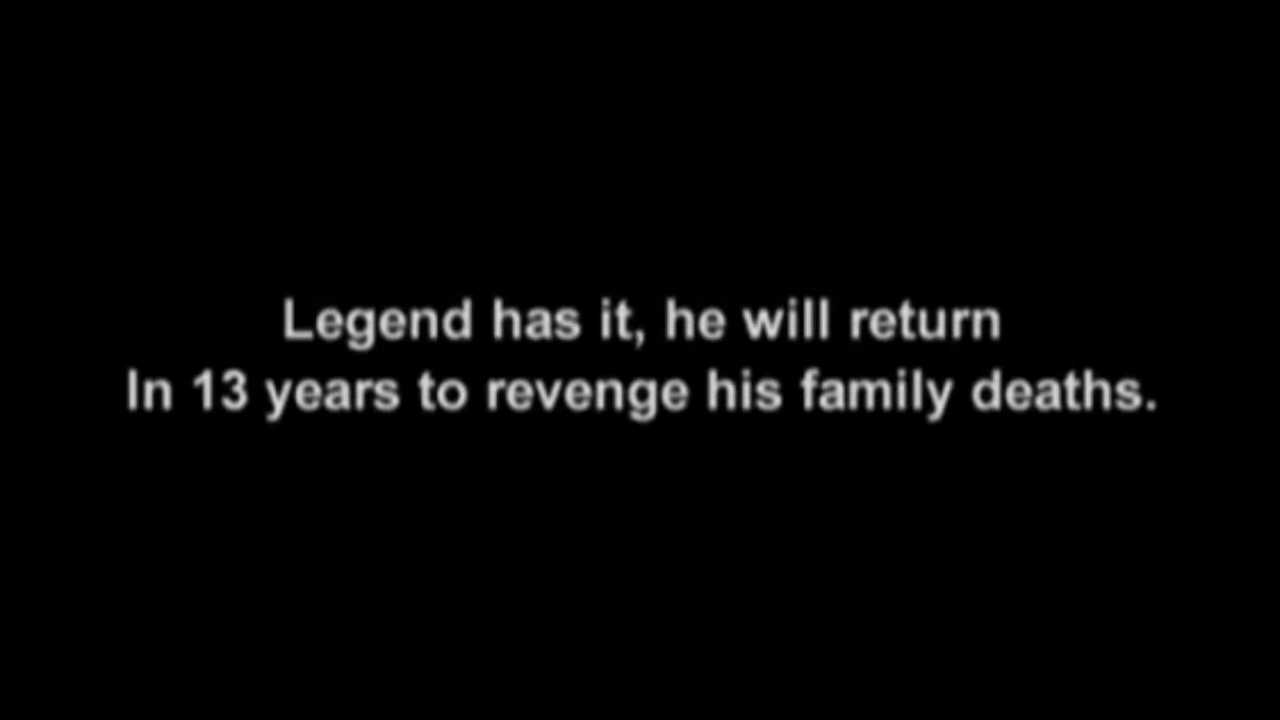 Legend has it, he will return
In 13 years to revenge his family deaths.